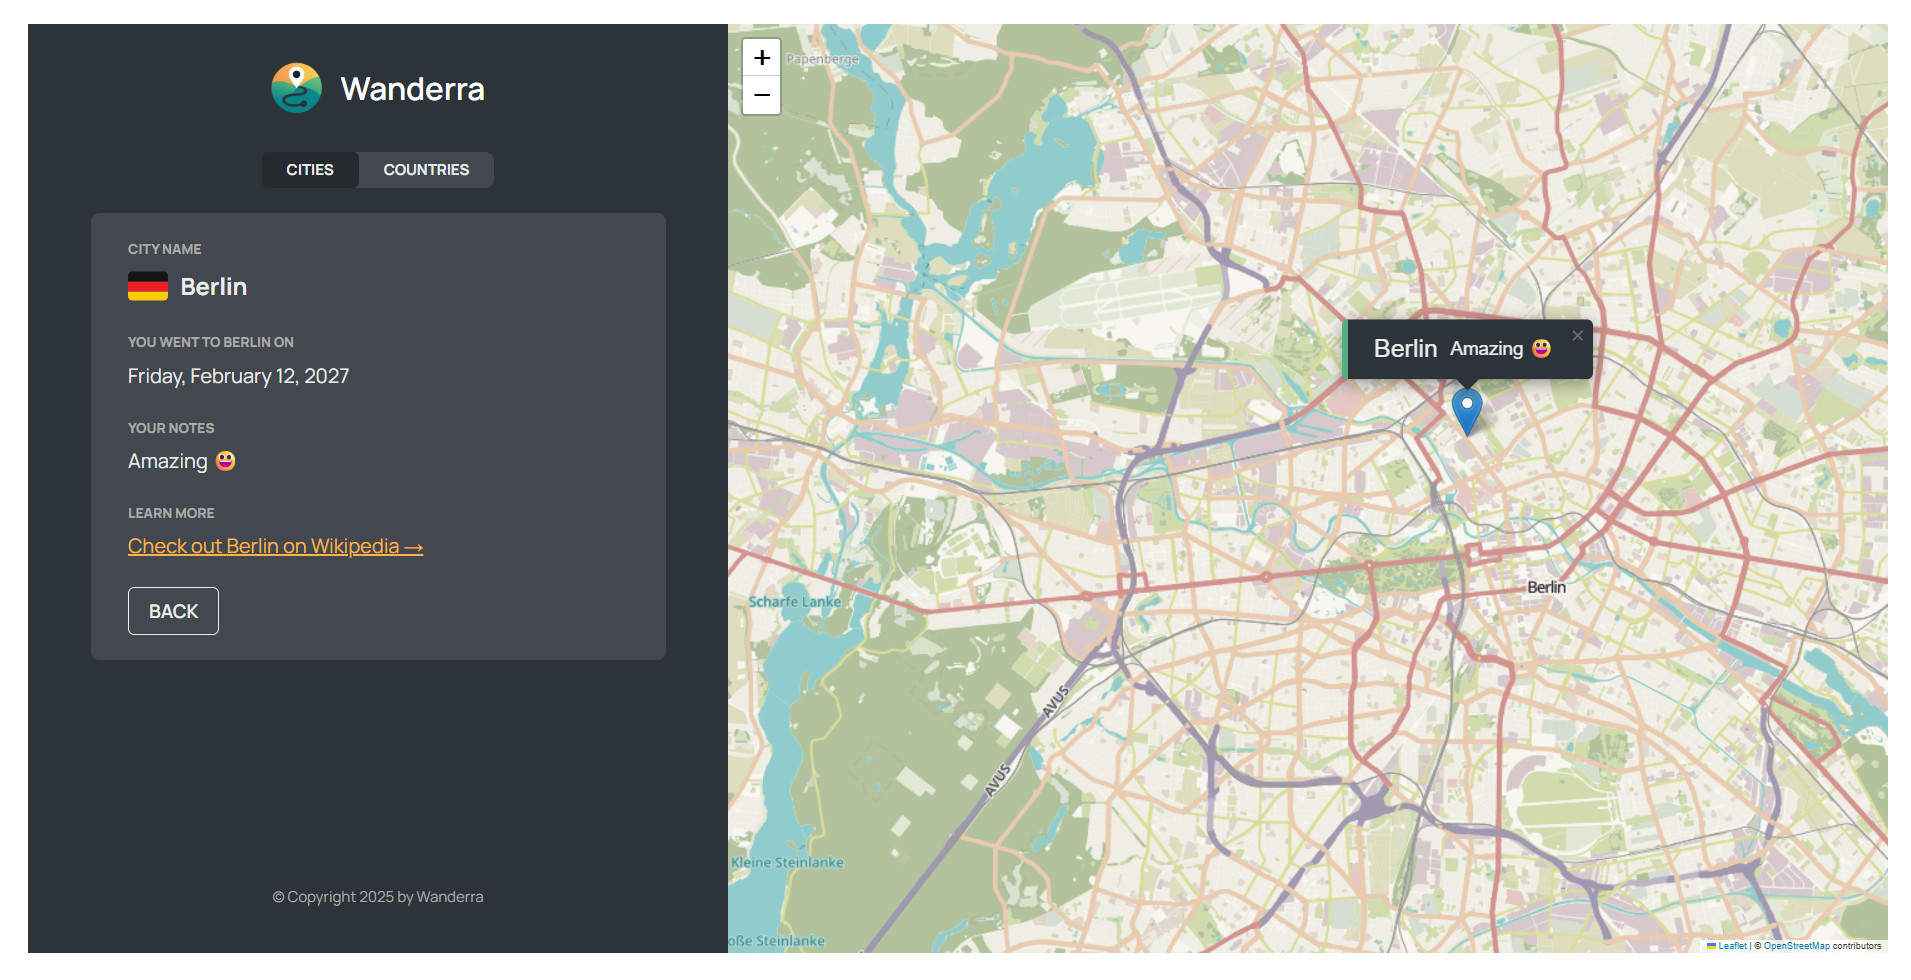 Wanderra
CITIES
COUNTRIES
CITY NAME
Berlin
YOU WENT TO BERLIN ON
Friday, February 12, 2027
YOUR NOTES
Amazing 😀
LEARN MORE
Check out Berlin on Wikipedia →
BACK
© Copyright 2025 by Wanderra
+
−
Papenberge
Berlin Amazing 😀 ×
Berlin
Scharfe Lanke
AVUS
AVUS
Kleine Steinlanke
oße Steinlanke
Leaflet | © OpenStreetMap contributors